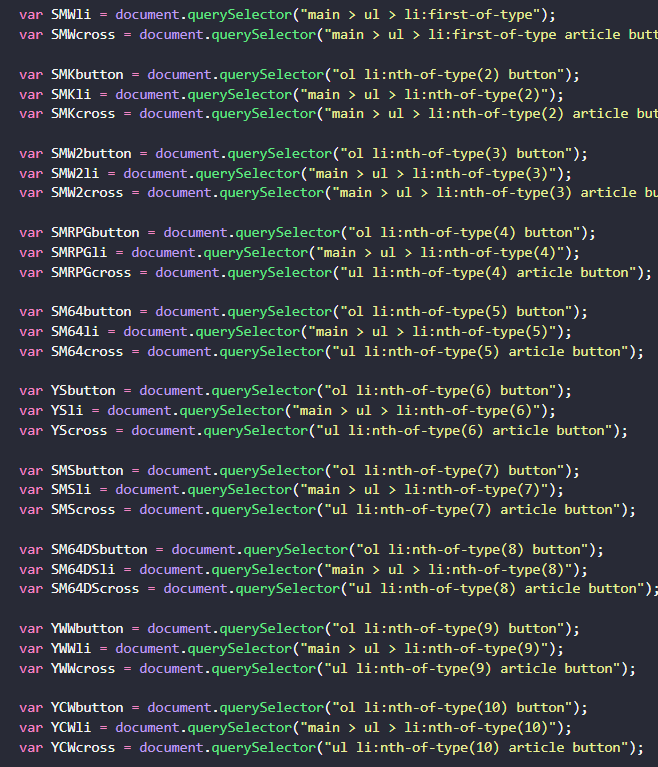 var SMWli = document.querySelector("main > ul > li:first-of-type");
var SMWcross = document.querySelector("main > ul > li:first-of-type article butt
var SMKbutton = document.querySelector("ol li:nth-of-type(2) button");
var SMKli = document.querySelector("main > ul > li:nth-of-type(2)");
var SMKcross = document.querySelector("main > ul > li:nth-of-type(2) article but
var SMW2button = document.querySelector("ol li:nth-of-type(3) button");
var SMW2li = document.querySelector("main > ul > li:nth-of-type(3)");
var SMW2cross = document.querySelector("main > ul > li:nth-of-type(3) article bu
var SMRPGbutton = document.querySelector("ol li:nth-of-type(4) button");
var SMRPGli = document.querySelector("main > ul > li:nth-of-type(4)");
var SMRPGcross = document.querySelector("ul li:nth-of-type(4) article button");
var SM64button = document.querySelector("ol li:nth-of-type(5) button");
var SM64li = document.querySelector("main > ul > li:nth-of-type(5)");
var SM64cross = document.querySelector("ul li:nth-of-type(5) article button");
var YSbutton = document.querySelector("ol li:nth-of-type(6) button");
var YSli = document.querySelector("main > ul > li:nth-of-type(6)");
var YScross = document.querySelector("ul li:nth-of-type(6) article button");
var SMSbutton = document.querySelector("ol li:nth-of-type(7) button");
var SMSli = document.querySelector("main > ul > li:nth-of-type(7)");
var SMScross = document.querySelector("ul li:nth-of-type(7) article button");
var SM64DSbutton = document.querySelector("ol li:nth-of-type(8) button");
var SM64DSli = document.querySelector("main > ul > li:nth-of-type(8)");
var SM64DScross = document.querySelector("ul li:nth-of-type(8) article button");
var YWWbutton = document.querySelector("ol li:nth-of-type(9) button");
var YWWli = document.querySelector("main > ul > li:nth-of-type(9)");
var YWWcross = document.querySelector("ul li:nth-of-type(9) article button");
var YCWbutton = document.querySelector("ol li:nth-of-type(10) button");
var YCWli = document.querySelector("main > ul > li:nth-of-type(10)");
var YCWcross = document.querySelector("ul li:nth-of-type(10) article button");